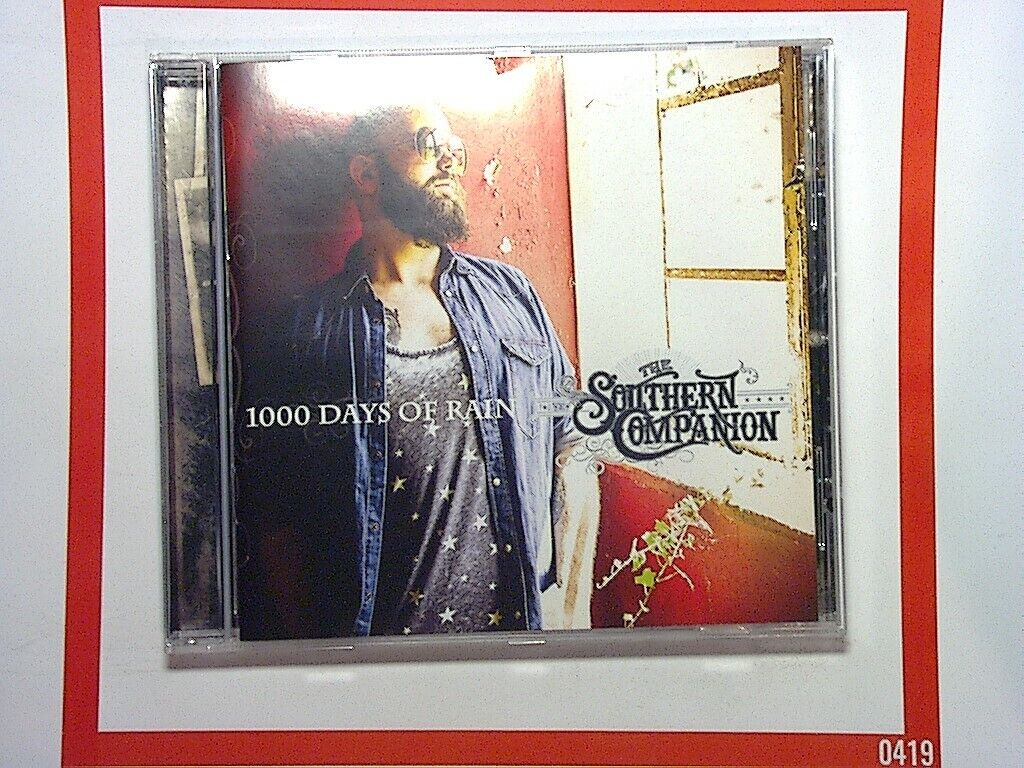 1000 DAYS OF RAIN
THE
SOUTHERN
COMPANION
0419